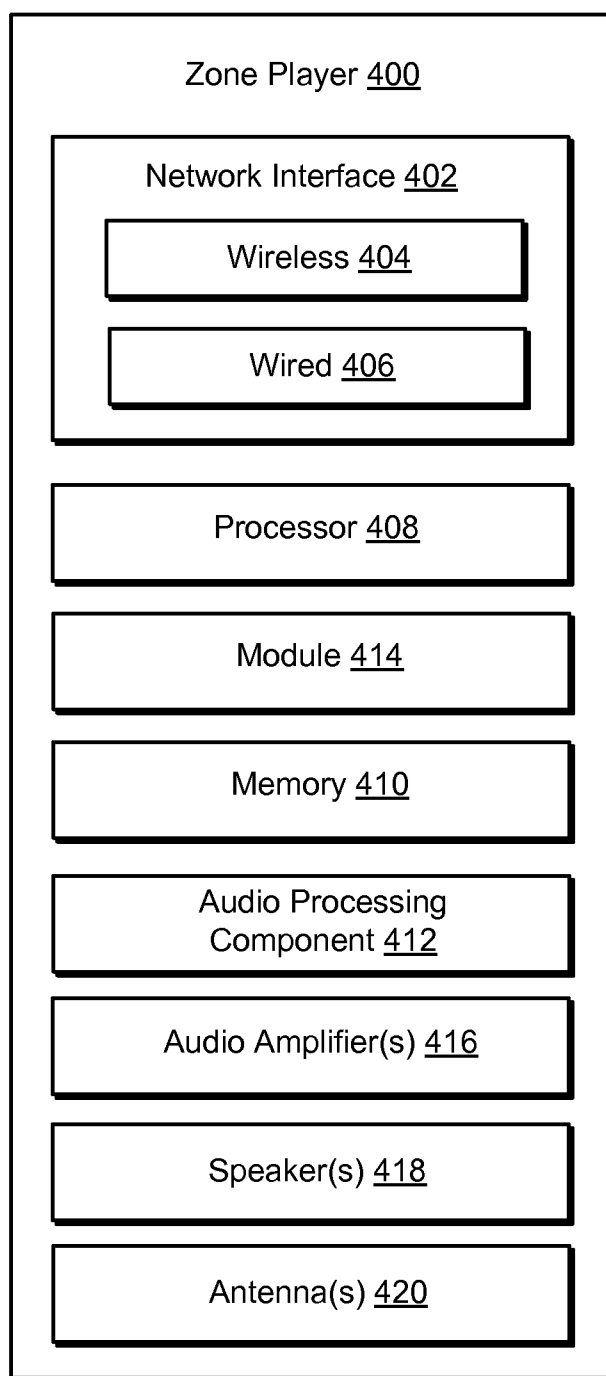 Zone Player 400
Network Interface 402
Wireless 404
Wired 406
Processor 408
Module 414
Memory 410
Audio Processing
Component 412
Audio Amplifier(s) 416
Speaker(s) 418
Antenna(s) 420